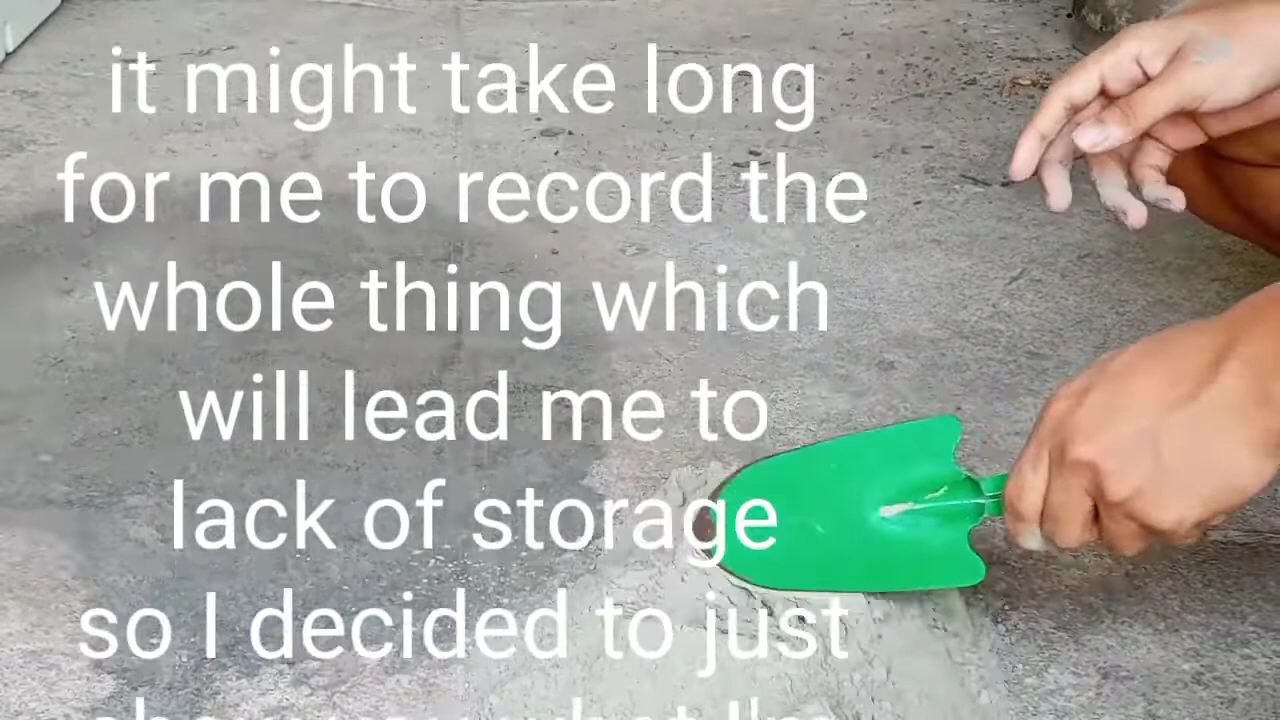 it might take long
for me to record the
whole thing which
will lead me to
lack of storage
so I decided to just
what I'm